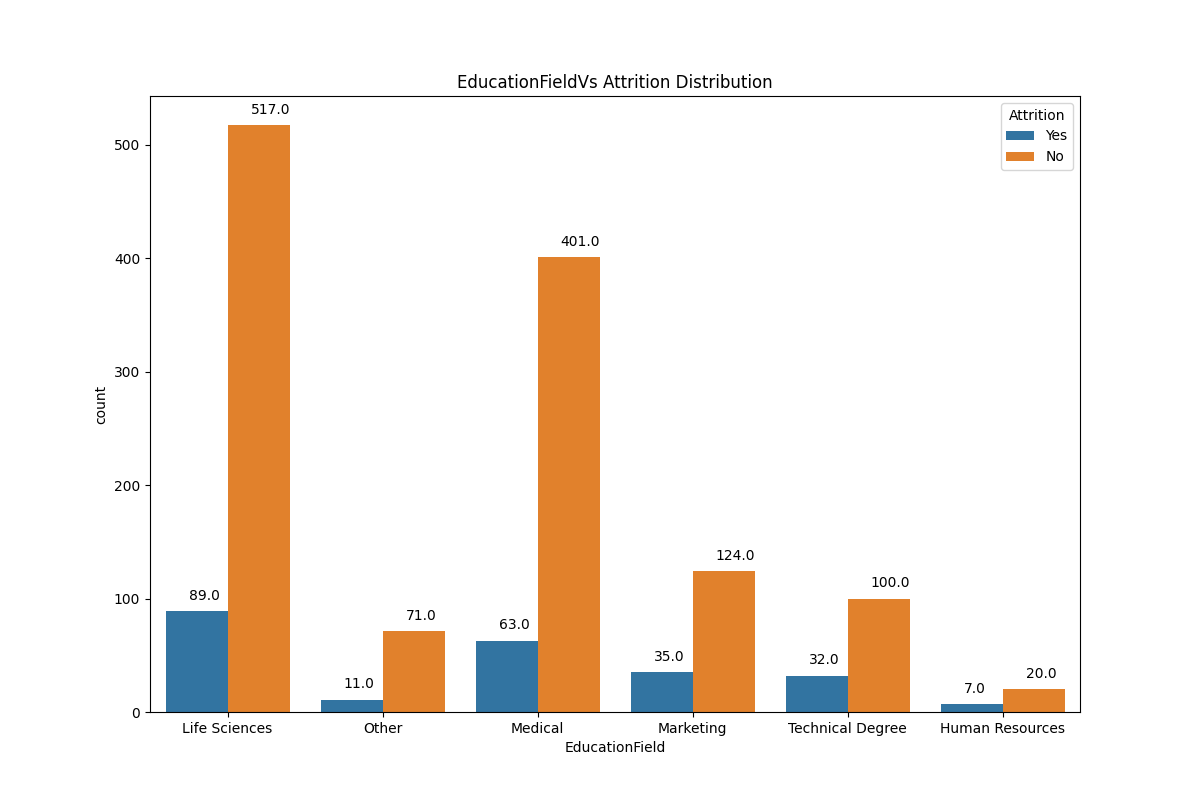 EducationFieldVs Attrition Distribution
Attrition
Yes
No
count
500
400
300
200
100
0
517.0
401.0
124.0
100.0
89.0
71.0
63.0
35.0
32.0
11.0
7.0
20.0
Life Sciences
Other
Medical
Marketing
Technical Degree
Human Resources
EducationField